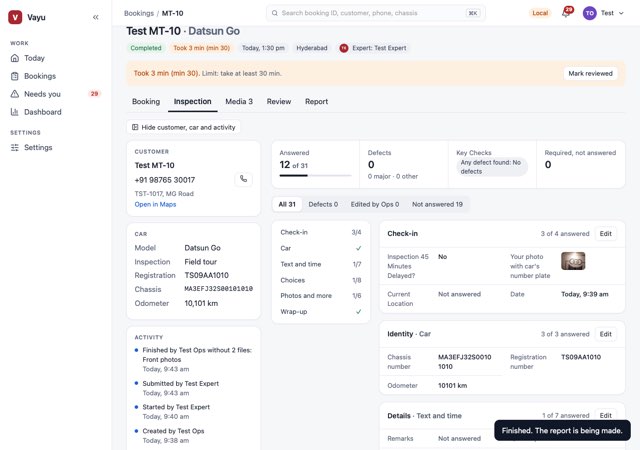 V Vayu
WORK
Today
Bookings
Needs you 29
Dashboard
SETTINGS
Settings
Bookings / MT-10
Search booking ID, customer, phone, chassis ⌘K
Local
29
TO Test
Test MT-10 · Datsun Go
Completed Took 3 min (min 30) Today, 1:30 pm Hyderabad TE Expert: Test Expert
Took 3 min (min 30). Limit: take at least 30 min. Mark reviewed
Booking Inspection Media 3 Review Report
Hide customer, car and activity
CUSTOMER
Test MT-10
+91 98765 30017
TST-1017, MG Road
Open in Maps
CAR
Model Datsun Go
Inspection Field tour
Registration TS09AA1010
Chassis MA3EFJ32S00101010
Odometer 10,101 km
ACTIVITY
Finished by Test Ops without 2 files:
Front photos
Today, 9:43 am
Submitted by Test Expert
Today, 9:43 am
Started by Test Expert
Today, 9:40 am
Created by Test Ops
Today, 9:38 am
Answered
12 of 31
Defects
0
0 major · 0 other
Key Checks
Any defect found: No
defects
Required, not answered
0
All 31 Defects 0 Edited by Ops 0 Not answered 19
Check-in 3/4
Car
Text and time 1/7
Choices 1/8
Photos and more 1/6
Wrap-up
Check-in 3 of 4 answered Edit
Inspection 45
Minutes
Delayed?
No
Your photo
with car's
number plate
Current
Location
Not answered
Date Today, 9:39 am
Identity · Car 3 of 3 answered Edit
Chassis
number
MA3EFJ32S0010
1010
Registration
number
TS09AA1010
Odometer 10101 km
Details · Text and time 1 of 7 answered Edit
Remarks Not answered
Finished. The report is being made.